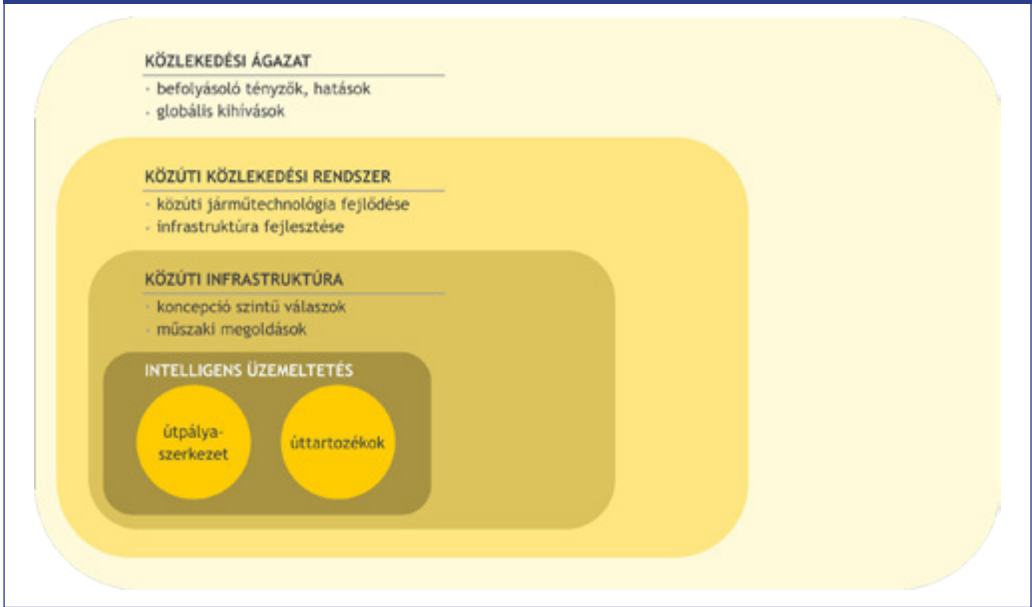 KÖZLEKEDÉSI ÁGAZAT
- befolyásoló tényzők, hatások
- globális kihívások
KÖZÚTI KÖZLEKEDÉSI RENDSZER
- közúti járműtechnológia fejlődése
- infrastruktúra fejlesztése
KÖZÚTI INFRASTRUKTÚRA
- koncepció szintű válaszok
- műszaki megoldások
INTELLIGENS ÜZEMELTETÉS
útpálya-
szerkezet
úttartozékok